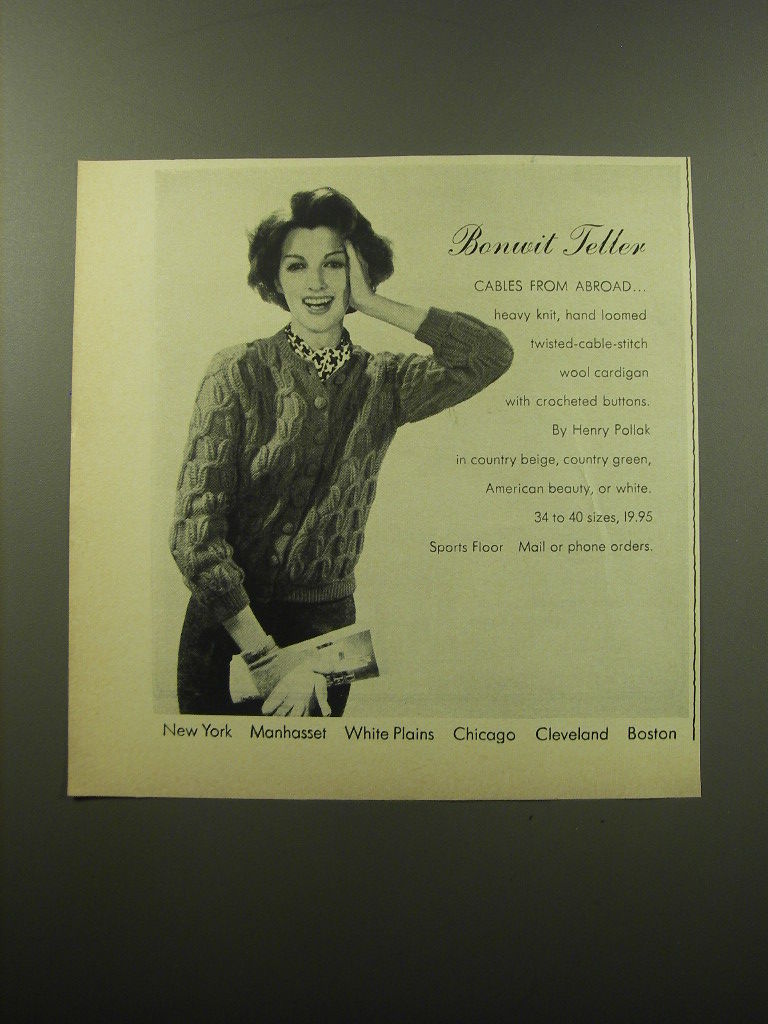 Bonwit Teller
CABLES FROM ABROAD...
heavy knit, hand loomed
twisted-cable-stitch
wool cardigan
with crocheted buttons.
By Henry Pollak
in country beige, country green,
American beauty, or white.
34 to 40 sizes, 19.95
Sports Floor Mail or phone orders.
New York Manhasset White Plains Chicago Cleveland Boston